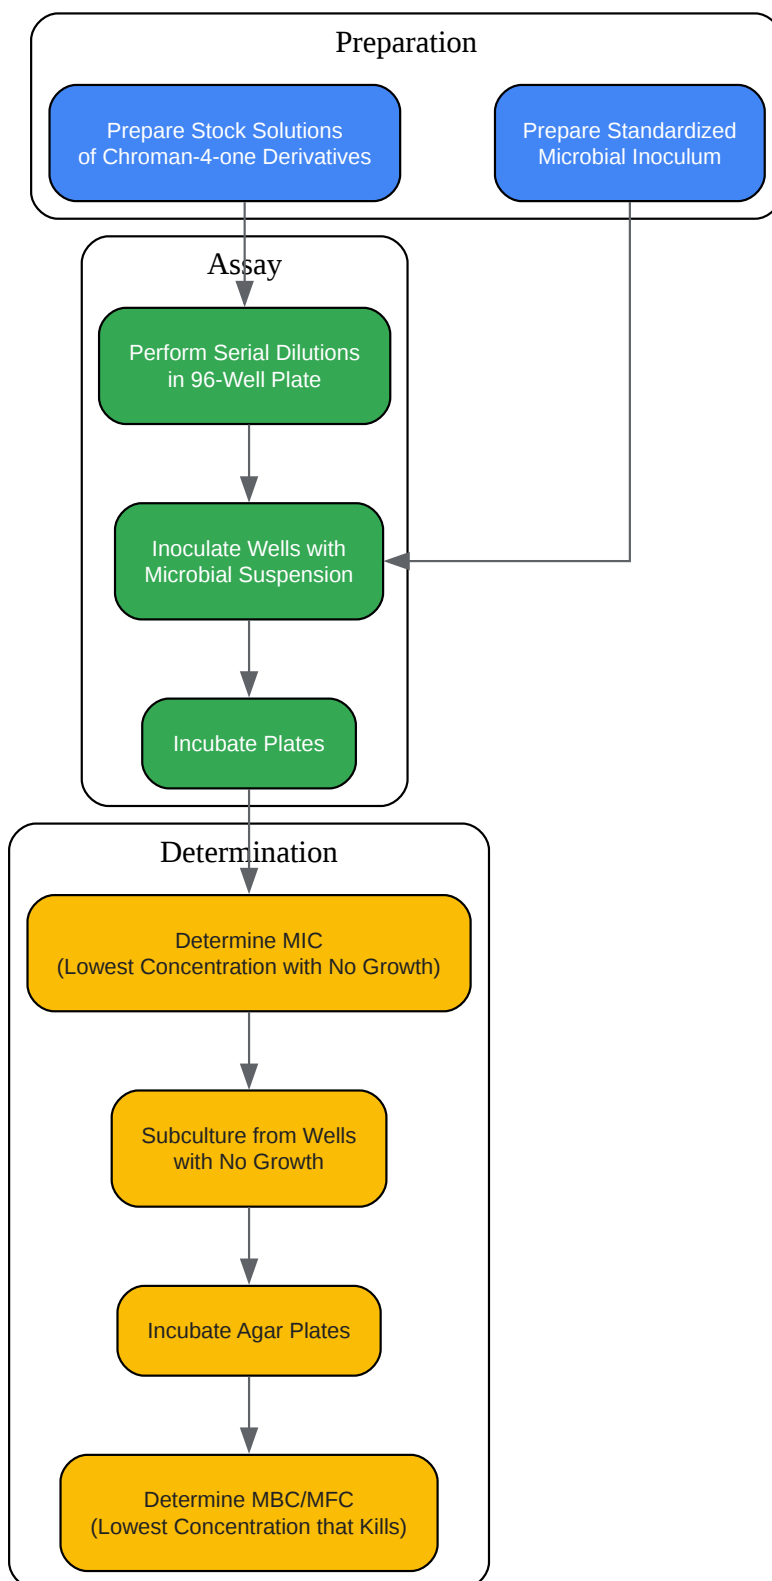 Preparation
Prepare Stock Solutions
of Chroman-4-one Derivatives
Prepare Standardized
Microbial Inoculum
Assay
Perform Serial Dilutions
in 96-Well Plate
Inoculate Wells with
Microbial Suspension
Incubate Plates
Determination
Determine MIC
(Lowest Concentration with No Growth)
Subculture from Wells
with No Growth
Incubate Agar Plates
Determine MBC/MFC
(Lowest Concentration that Kills)